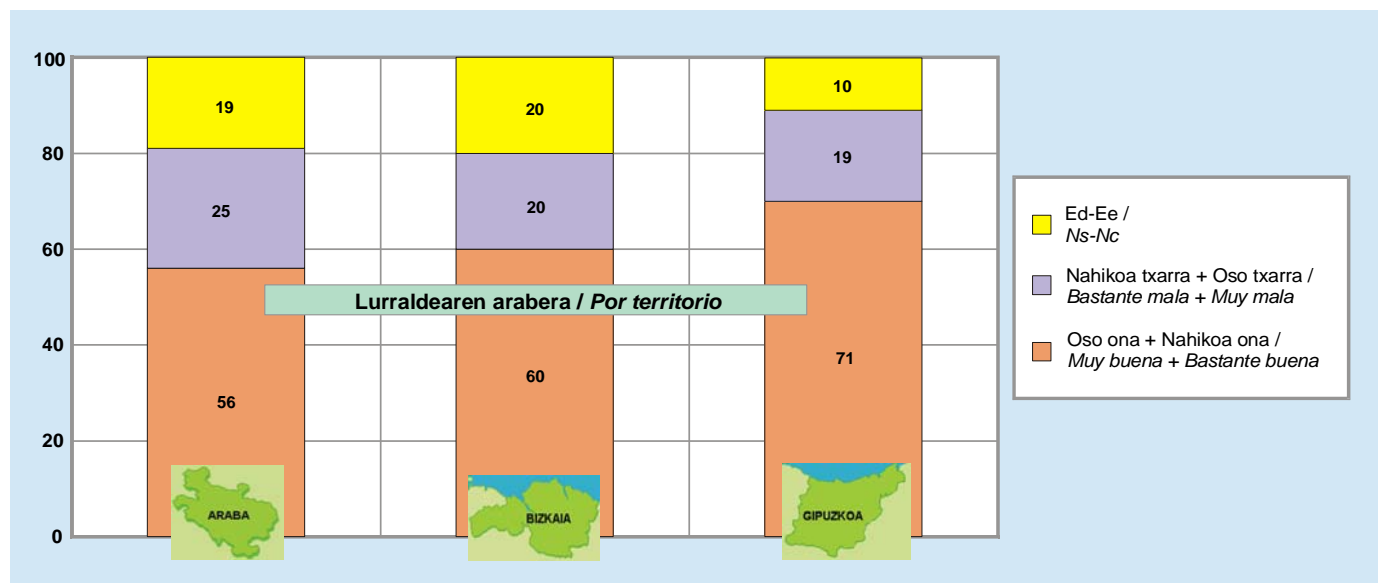 100
80
60
40
20
0
19
25
56
ARABA
20
20
60
BIZKAIA
10
19
71
GIPUZKOA
Lurraldearen arabera / Por territorio
Ed-Ee /
Ns-Nc
Nahikoa txarra + Oso txarra /
Bastante mala + Muy mala
Oso ona + Nahikoa ona /
Muy buena + Bastante buena